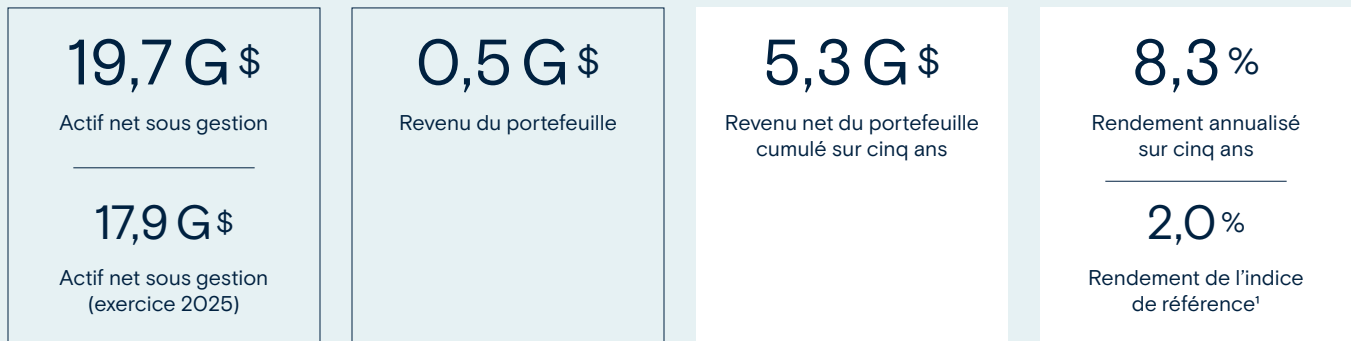 19,7 G $
Actif net sous gestion
17,9 G $
Actif net sous gestion
(exercice 2025)
0,5 G $
Revenu du portefeuille
5,3 G $
Revenu net du portefeuille
cumulé sur cinq ans
8,3 %
Rendement annualisé
sur cinq ans
2,0 %
Rendement de l’indice
de référence¹